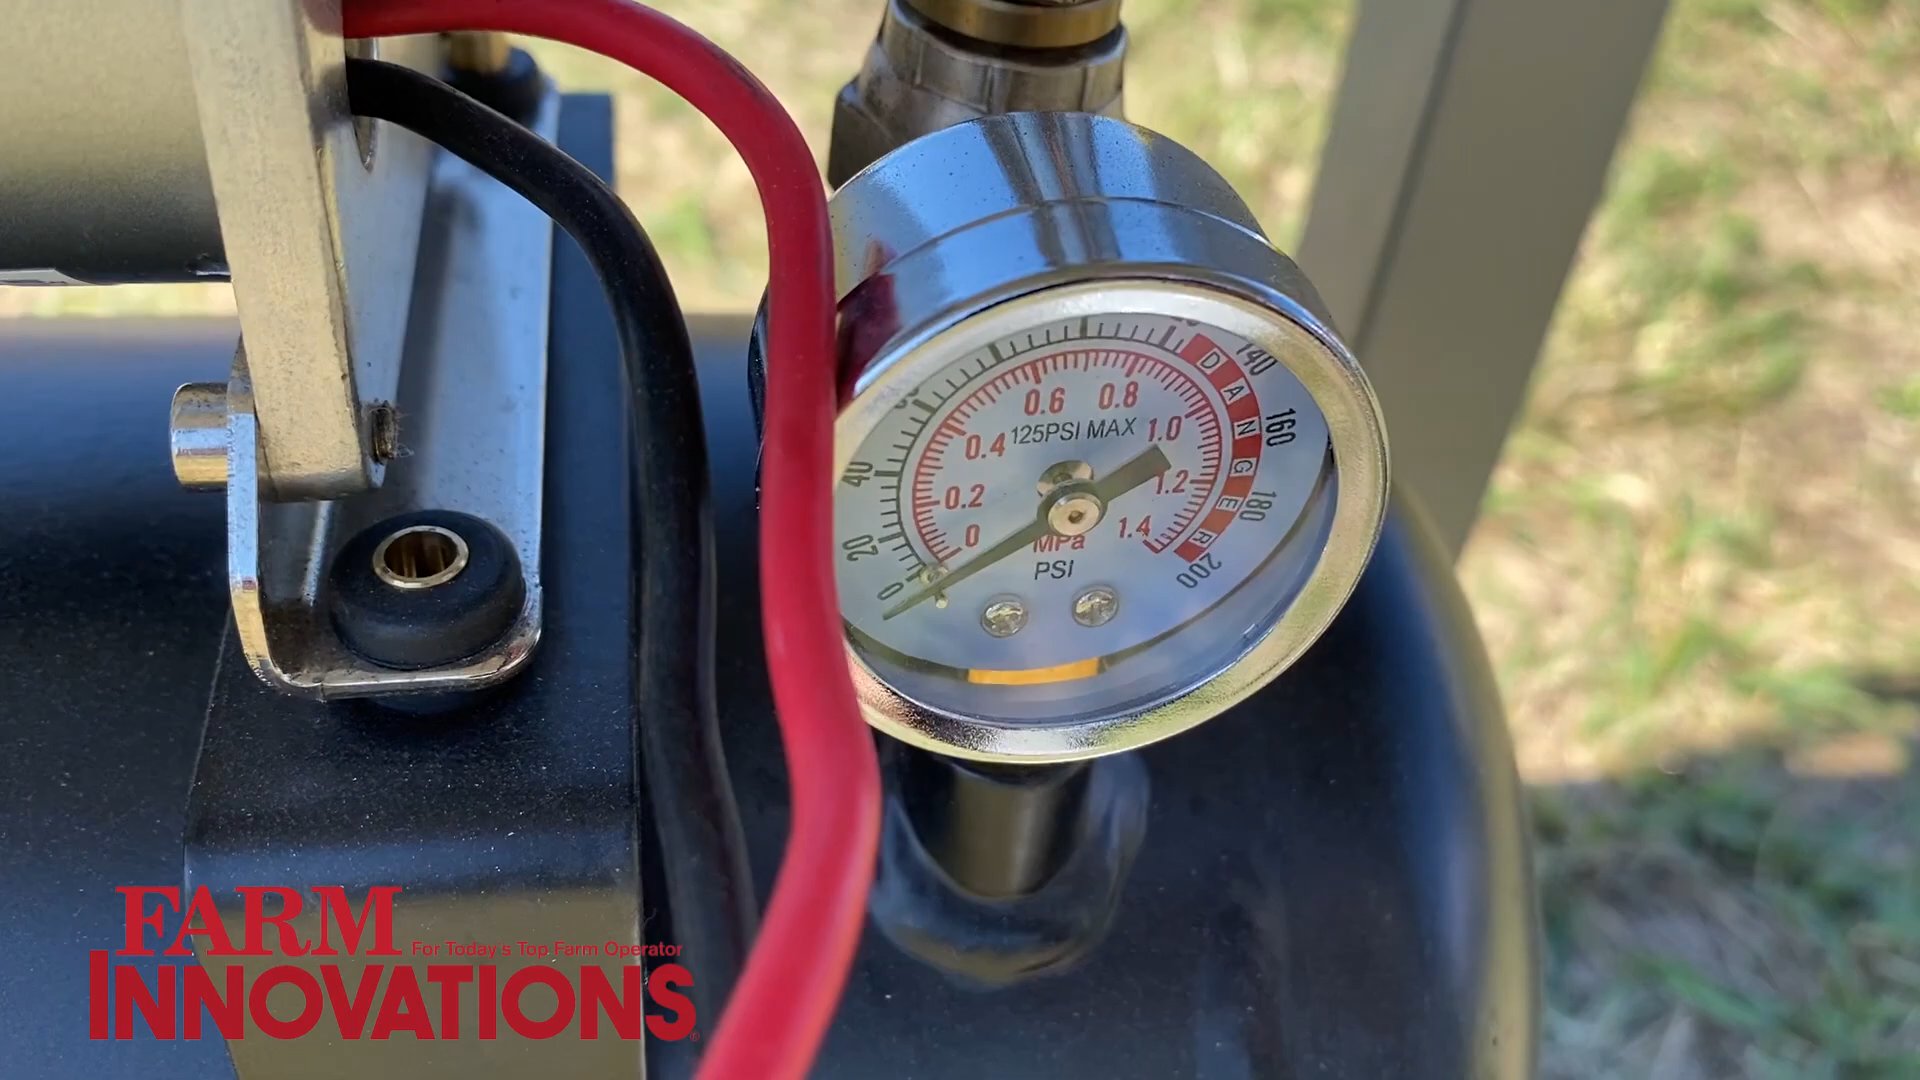 140
160
180
200
40
20
0
DANGER
0.6 0.8
0.4 125PSI MAX 1.0
0.2 1.2
0 1.4
MPa
PSI
FARM
For Today's Top Farm Operator
INNOVATIONS